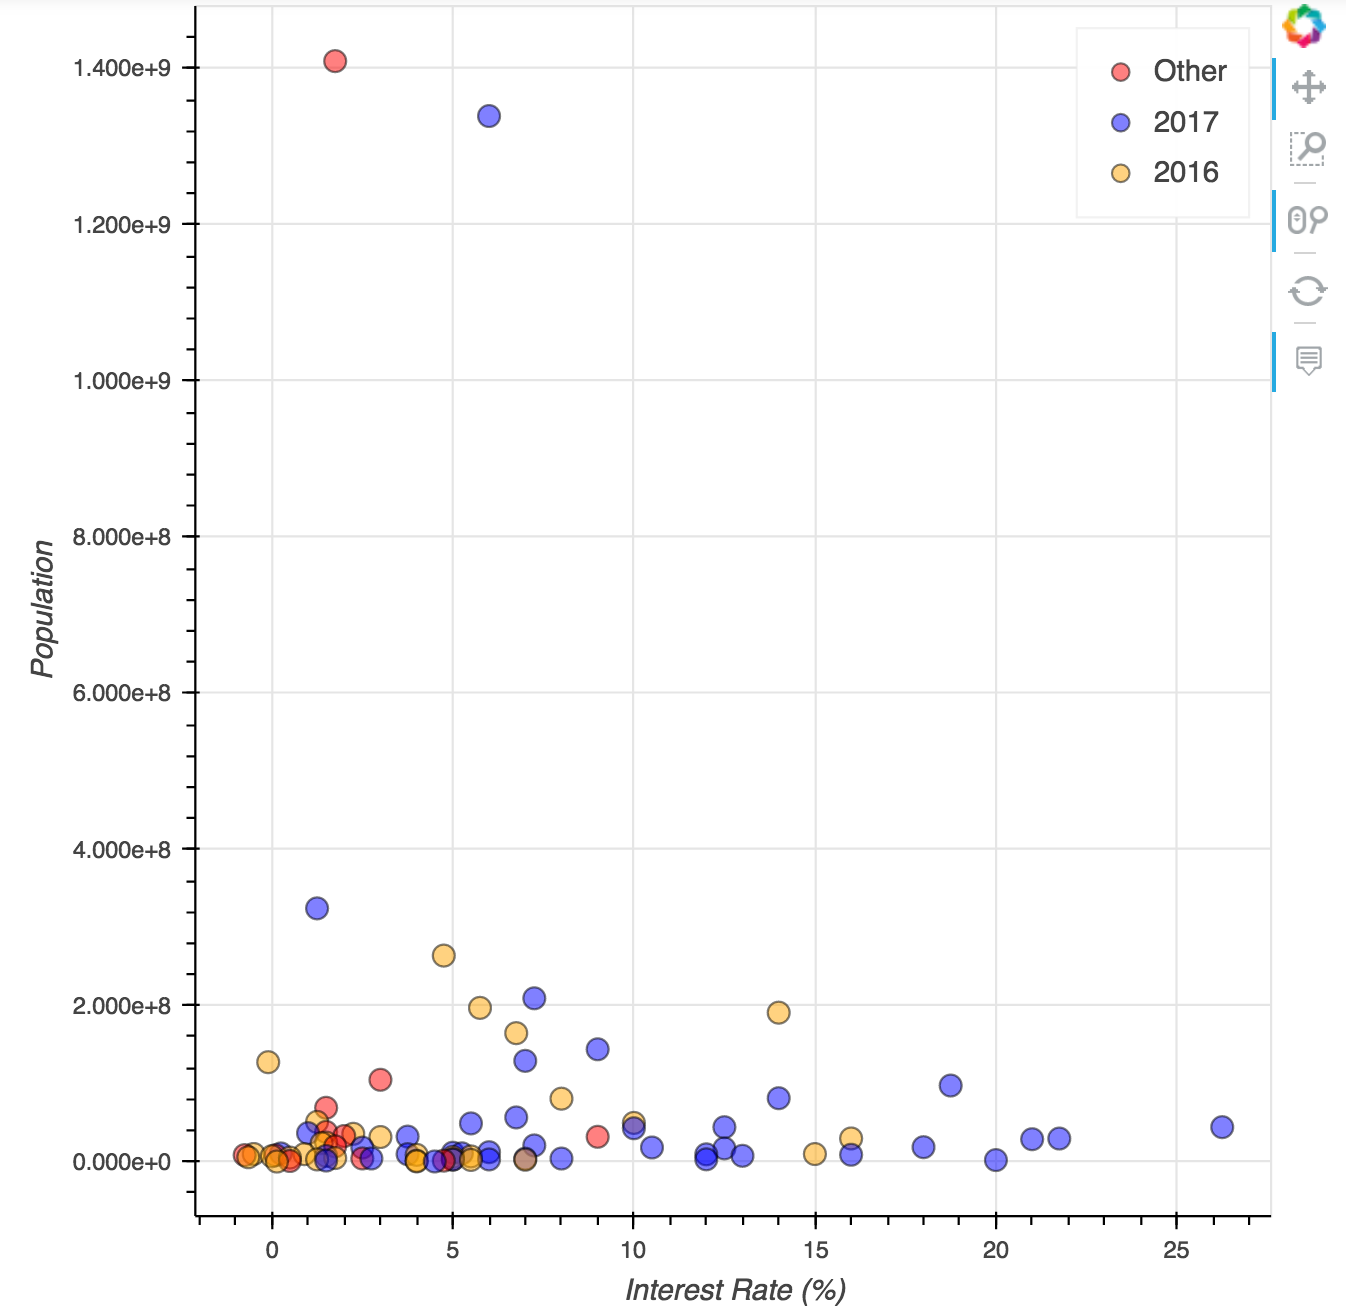 1.400e+9
1.200e+9
1.000e+9
8.000e+8
6.000e+8
4.000e+8
2.000e+8
0.000e+0
Population
0 5 10 15 20 25
Interest Rate (%)
Other
2017
2016